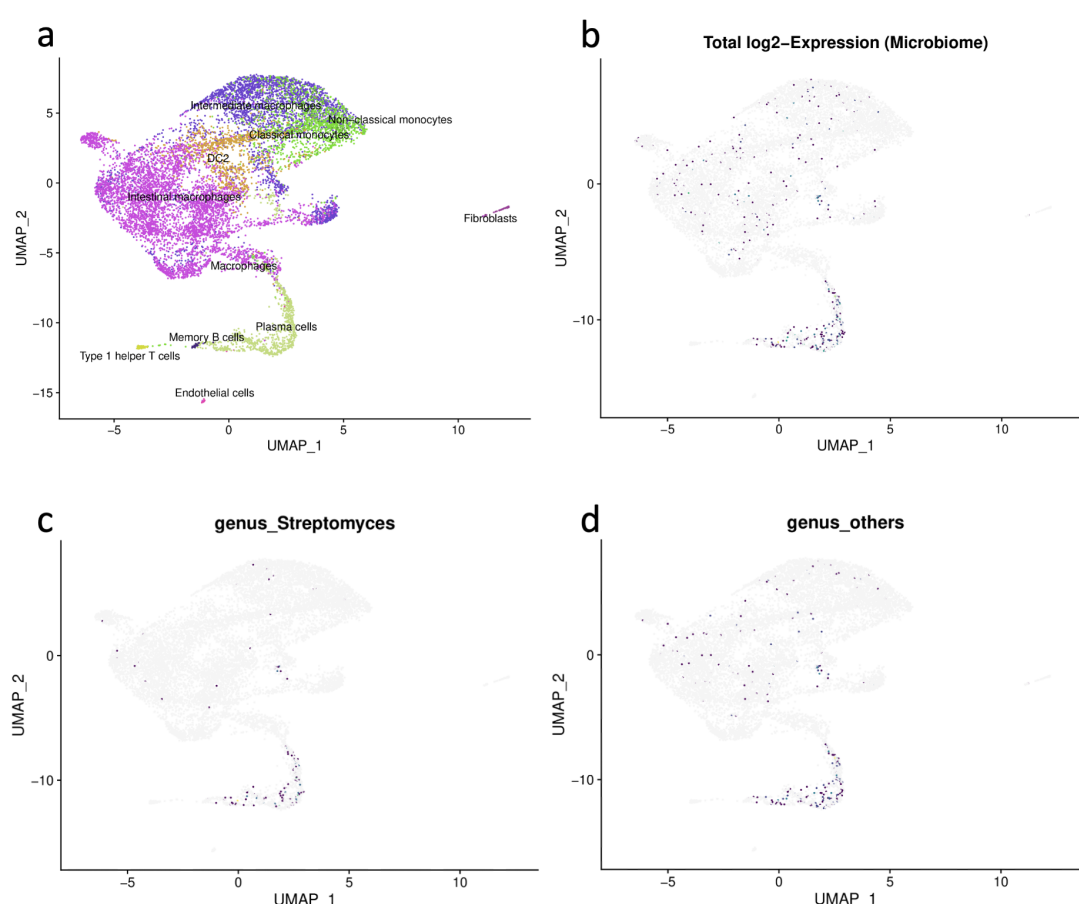 a
b
Total log2−Expression (Microbiome)
5
0
−5
−10
−15
UMAP_2
Intermediate macrophages
Non−classical monocytes
Classical monocytes
DC2
Intestinal macrophages
Fibroblasts
Macrophages
Plasma cells
Memory B cells
Type 1 helper T cells
Endothelial cells
−5
0
5
10
UMAP_1
0
−10
UMAP_2
−5
0
5
10
UMAP_1
c
genus_Streptomyces
d
genus_others
0
−10
UMAP_2
−5
0
5
10
UMAP_1
0
−10
UMAP_2
−5
0
5
10
UMAP_1